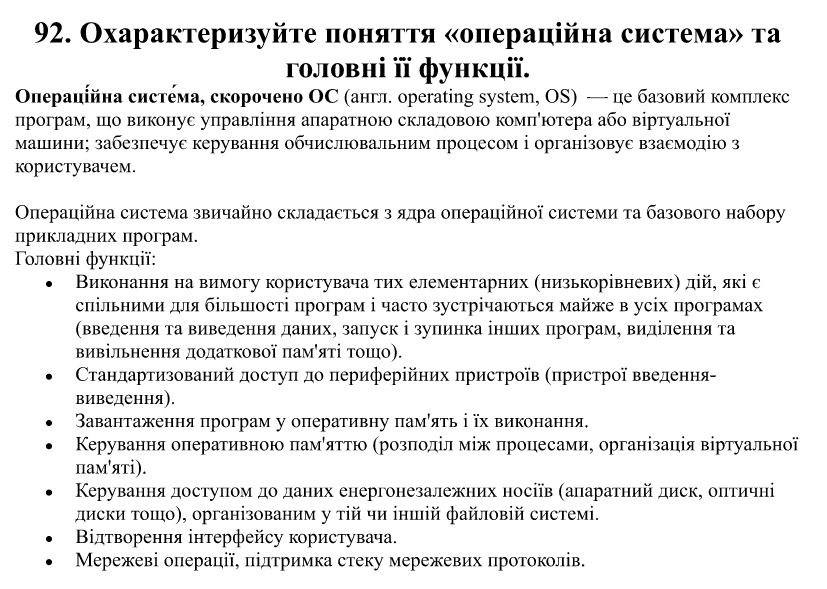 92. Охарактеризуйте поняття «операційна система» та
головні її функції.
Операці́йна систе́ма, скорочено ОС (англ. operating system, OS) — це базовий комплекс
програм, що виконує управління апаратною складовою комп'ютера або віртуальної
машини; забезпечує керування обчислювальним процесом і організовує взаємодію з
користувачем.
Операційна система звичайно складається з ядра операційної системи та базового набору
прикладних програм.
Головні функції:
● Виконання на вимогу користувача тих елементарних (низькорівневих) дій, які є
спільними для більшості програм і часто зустрічаються майже в усіх програмах
(введення та виведення даних, запуск і зупинка інших програм, виділення та
вивільнення додаткової пам'яті тощо).
● Стандартизований доступ до периферійних пристроїв (пристрої введення-
виведення).
● Завантаження програм у оперативну пам'ять і їх виконання.
● Керування оперативною пам'яттю (розподіл між процесами, організація віртуальної
пам'яті).
● Керування доступом до даних енергонезалежних носіїв (апаратний диск, оптичні
диски тощо), організованим у тій чи іншій файловій системі.
● Відтворення інтерфейсу користувача.
● Мережеві операції, підтримка стеку мережевих протоколів.